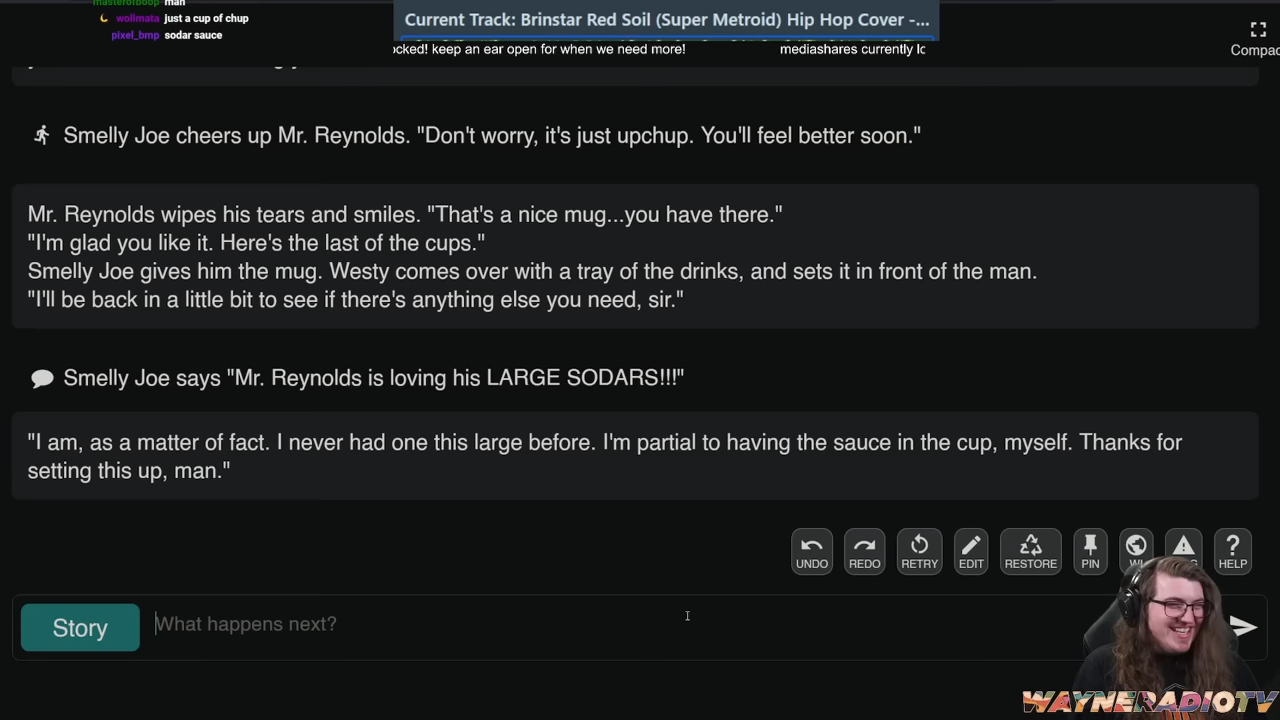 masterofboop man
wollmata just a cup of chup
pixel_bmp sodar sauce
Current Track: Brinstar Red Soil (Super Metroid) Hip Hop Cover -...
ocked! keep an ear open for when we need more! mediashares currently lo
Compac
Smelly Joe cheers up Mr. Reynolds. "Don't worry, it's just upchup. You'll feel better soon."
Mr. Reynolds wipes his tears and smiles. "That's a nice mug...you have there."
"I'm glad you like it. Here's the last of the cups."
Smelly Joe gives him the mug. Westy comes over with a tray of the drinks, and sets it in front of the man.
"I'll be back in a little bit to see if there's anything else you need, sir."
Smelly Joe says "Mr. Reynolds is loving his LARGE SODARS!!!"
"I am, as a matter of fact. I never had one this large before. I'm partial to having the sauce in the cup, myself. Thanks for
setting this up, man."
UNDO REDO RETRY EDIT RESTORE PIN HELP
Story What happens next?
WAYNERADIOTV